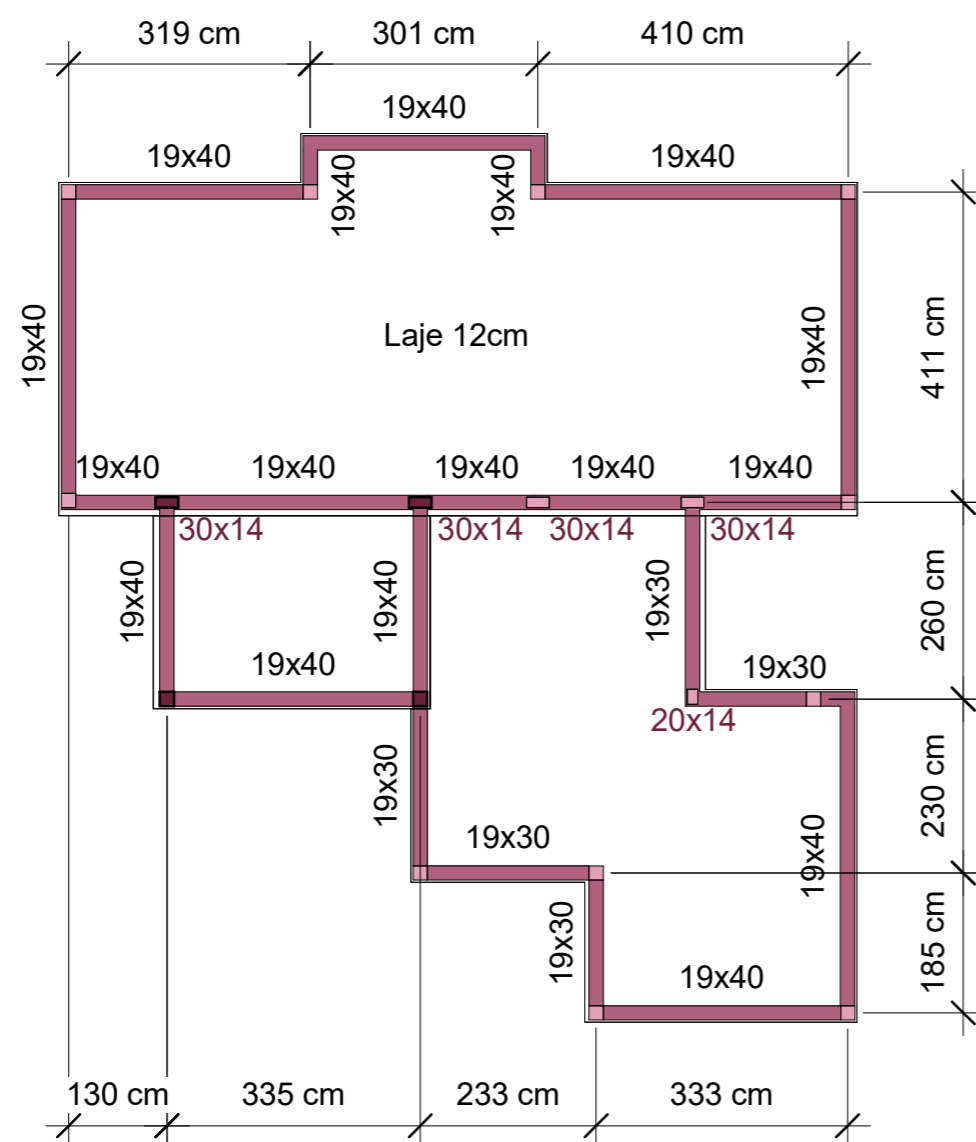 319 cm 301 cm 410 cm
19x40
19x40 19x40
19x40 19x40
19x40 Laje 12cm 19x40 411 cm
19x40 19x40 19x40 19x40 19x40
30x14 30x14 30x14 30x14
19x40 19x40 19x30 260 cm
19x40 19x30
20x14
19x30 230 cm
19x30 19x40
19x30 185 cm
19x40
130 cm 335 cm 233 cm 333 cm